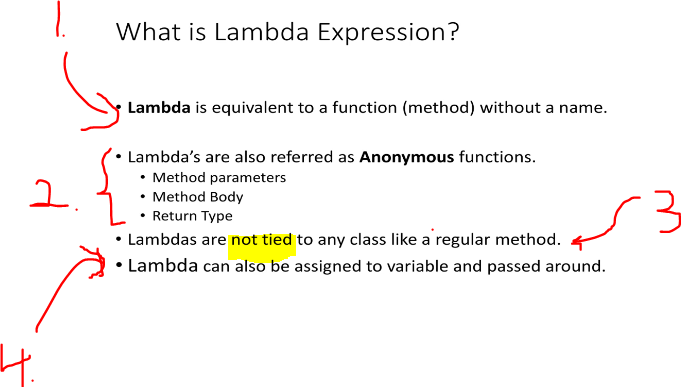 1.
What is Lambda Expression?
• Lambda is equivalent to a function (method) without a name.
• Lambda's are also referred as Anonymous functions.
• Method parameters
2.
• Method Body
• Return Type
3
• Lambdas are not tied to any class like a regular method.
• Lambda can also be assigned to variable and passed around.
4.